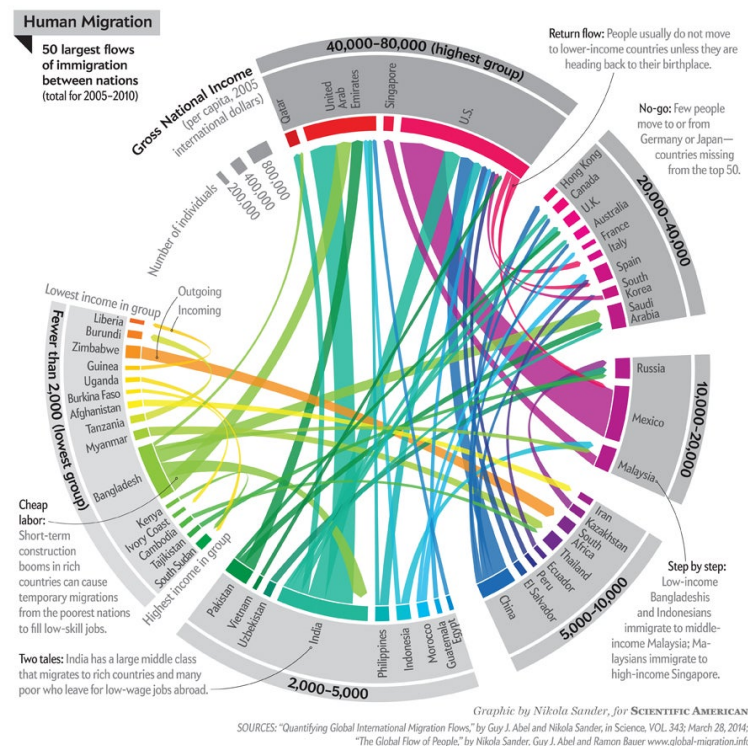 Human Migration
50 largest flows
of immigration
between nations
(total for 2005–2010)
Gross National Income
(per capita, 2005
international dollars)
Number of individuals
200,000
400,000
800,000
40,000–80,000 (highest group)
Qatar
United
Arab
Emirates
Singapore
U.S.
Return flow: People usually do not move
to lower-income countries unless they are
heading back to their birthplace.
No-go: Few people
move to or from
Germany or Japan—
countries missing
from the top 50.
20,000–40,000
Hong Kong
Canada
U.K.
Australia
France
Italy
Spain
South
Korea
Saudi
Arabia
10,000–20,000
Russia
Mexico
Malaysia
Step by step:
Low-income
Bangladeshis
and Indonesians
immigrate to middle-
income Malaysia; Ma-
laysians immigrate to
high-income Singapore.
5,000–10,000
Iran
Kazakhstan
South
Africa
Thailand
Ecuador
Peru
El Salvador
China
2,000–5,000
Egypt
Guatemala
Morocco
Indonesia
Philippines
India
Uzbekistan
Vietnam
Pakistan
Fewer than 2,000 (lowest group)
Lowest income in group
Outgoing
Incoming
Liberia
Burundi
Zimbabwe
Guinea
Uganda
Burkina Faso
Afghanistan
Tanzania
Myanmar
Bangladesh
Kenya
Ivory Coast
Cambodia
Tajikistan
South Sudan
Highest income in group
Cheap
labor:
Short-term
construction
booms in rich
countries can cause
temporary migrations
from the poorest nations
to fill low-skill jobs.
Two tales: India has a large middle class
that migrates to rich countries and many
poor who leave for low-wage jobs abroad.
Graphic by Nikola Sander, for SCIENTIFIC AMERICAN
SOURCES: “Quantifying Global International Migration Flows,” by Guy J. Abel and Nikola Sander, in Science, VOL. 343; March 28, 2014;
“The Global Flow of People,” by Nikola Sander, Guy J. Abel and Ramon Bauer www.global-migration.info